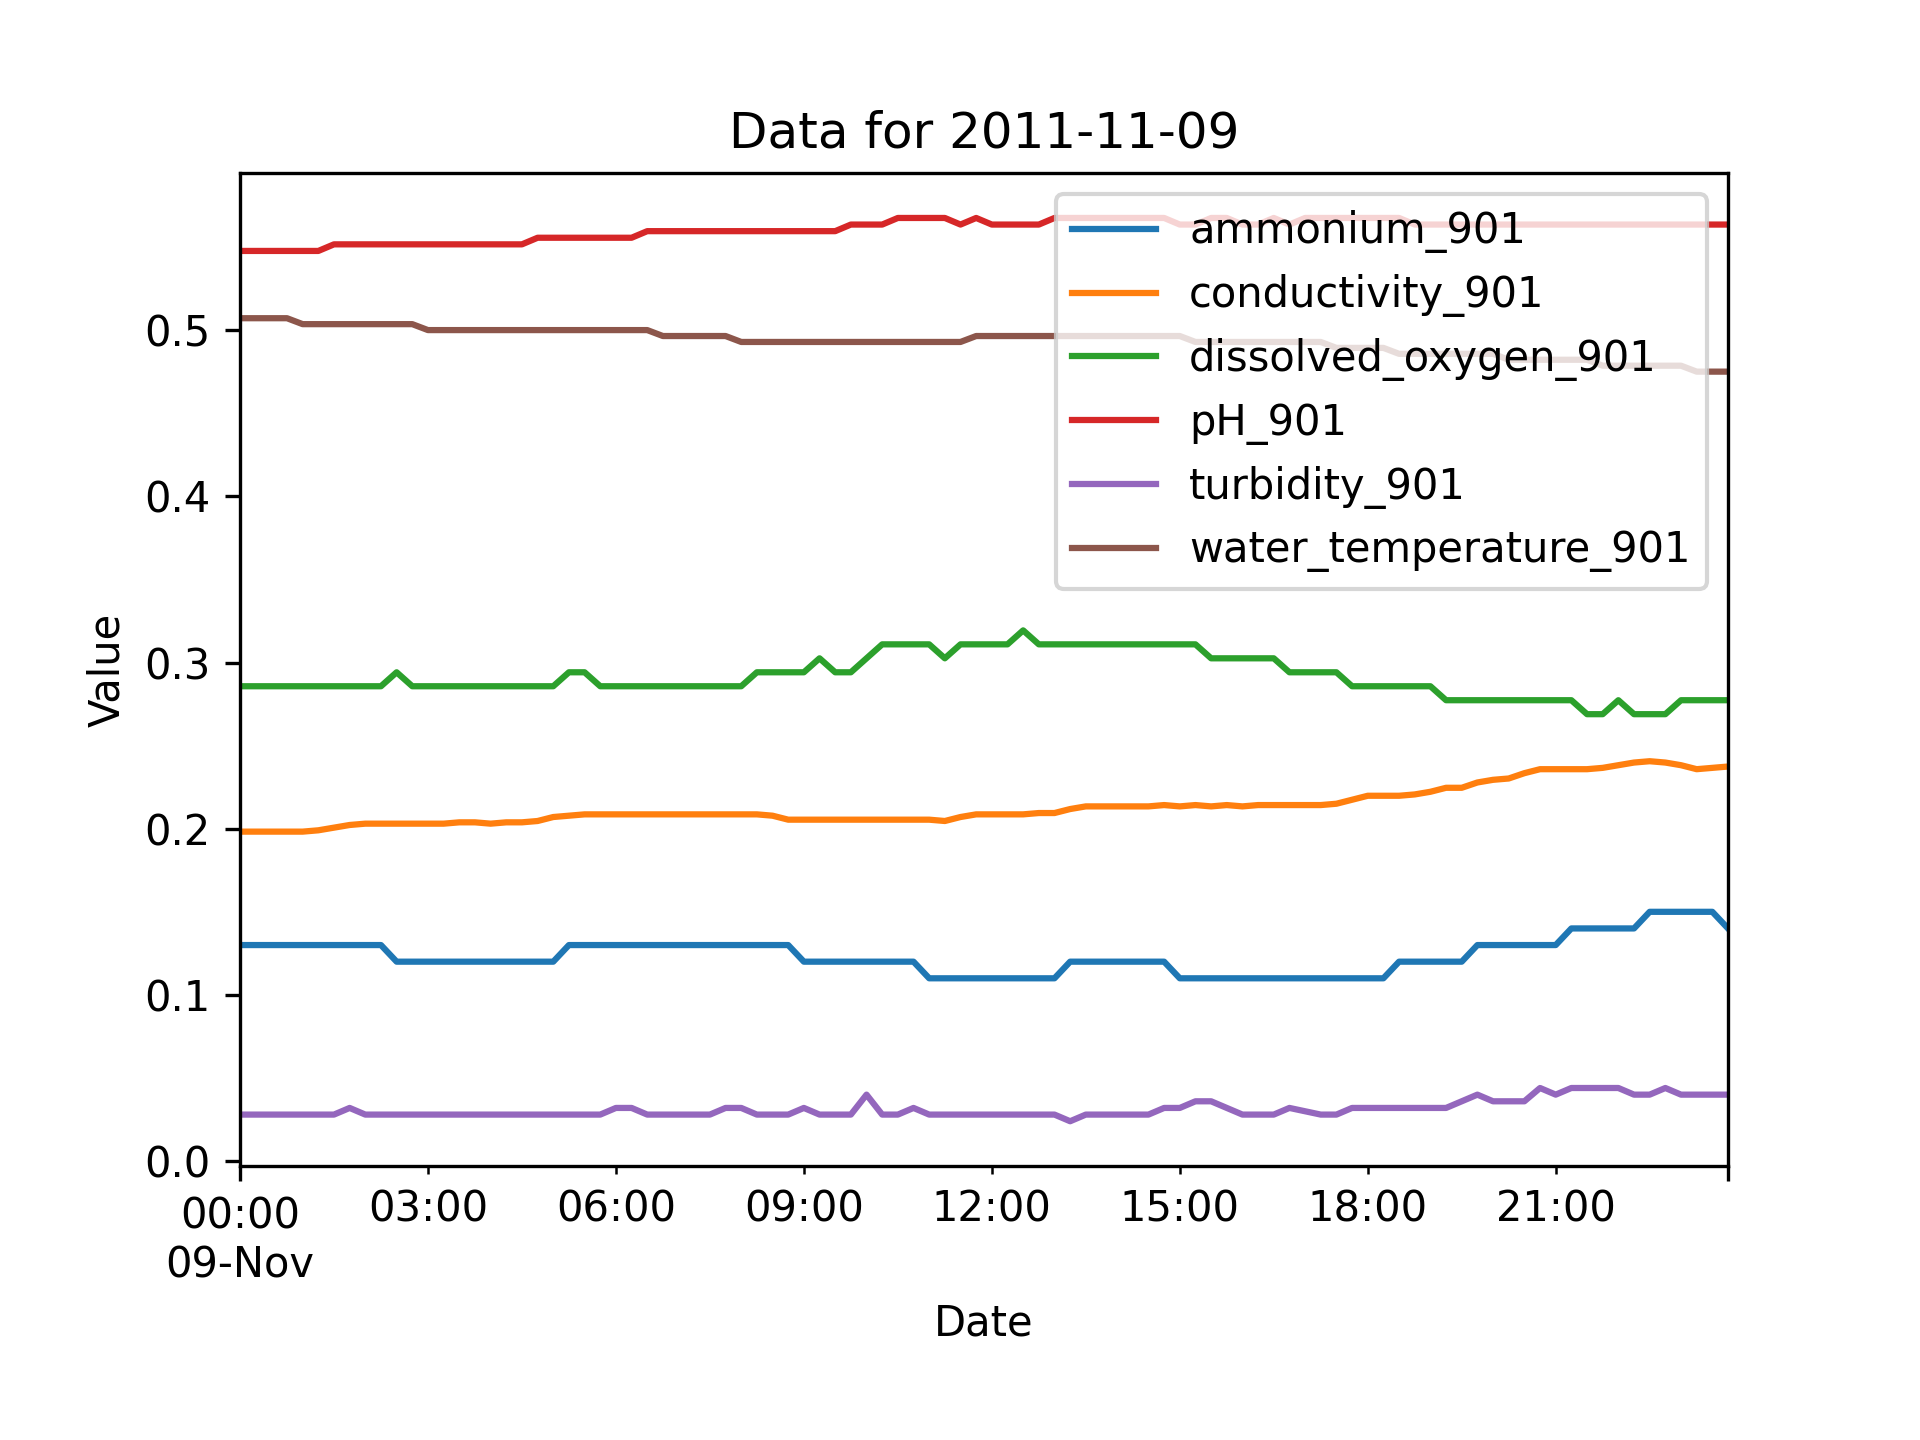 Data for 2011-11-09
ammonium_901
conductivity_901
dissolved_oxygen_901
pH_901
turbidity_901
water_temperature_901
Value
0.5
0.4
0.3
0.2
0.1
0.0
00:00 03:00 06:00 09:00 12:00 15:00 18:00 21:00
09-Nov
Date